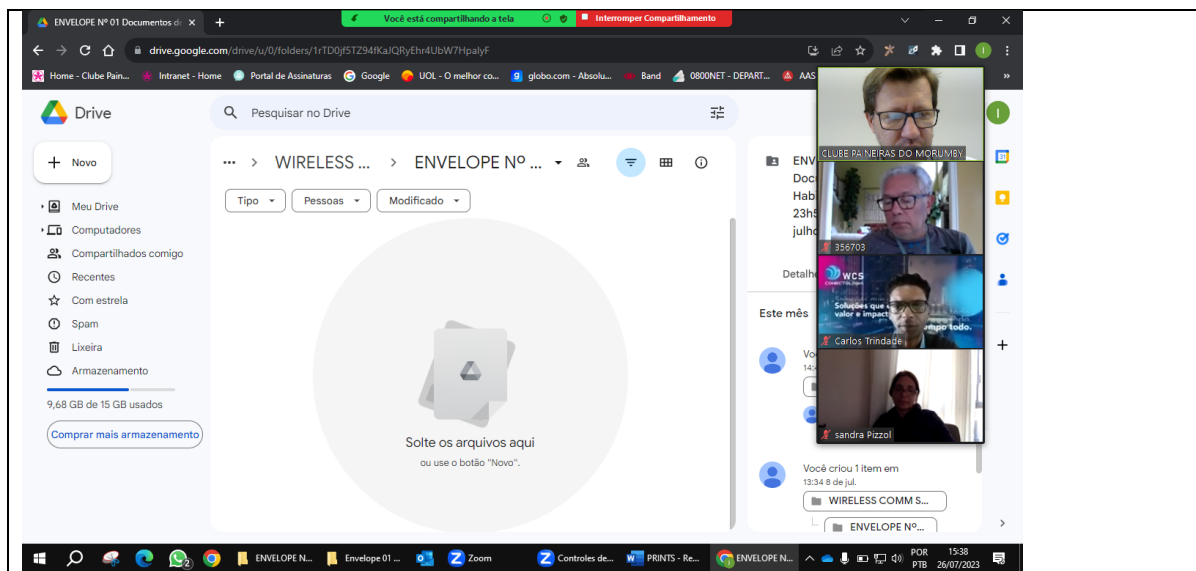 ENVELOPE Nº 01 Documentos de
Você está compartilhando a tela
Interromper Compartilhamento
drive.google.com/drive/u/0/folders/1rTD0jf5TZ94fKaJQRyEhr4UbW7HpalyF
Home - Clube Pain...
Intranet - Home
Portal de Assinaturas
Google
UOL - O melhor co...
globo.com - Absolu...
Band
0800NET - DEPART...
AAS
Drive
Pesquisar no Drive
Novo
... > WIRELESS ... > ENVELOPE Nº ...
Tipo
Pessoas
Modificado
Meu Drive
Computadores
Compartilhados comigo
Recentes
Com estrela
Spam
Lixeira
Armazenamento
9,68 GB de 15 GB usados
Comprar mais armazenamento
Solte os arquivos aqui
ou use o botão "Novo".
ENV
Doc
Hab
23h5
julho
Detalhe
Este mês
Voc
14:4
Você criou 1 item em
13:34 8 de jul.
WIRELESS COMM S...
ENVELOPE Nº...
CLUBE PAINEIRAS DO MORUMBY
356703
wcs
CONECTOLOGIA
Soluções que
valor e impact
mpo todo.
Carlos Trindade
sandra Pizzol
ENVELOPE N...
Envelope 01 ...
Zoom
Controles de...
PRINTS - Re...
ENVELOPE N...
POR
PTB
15:38
26/07/2023